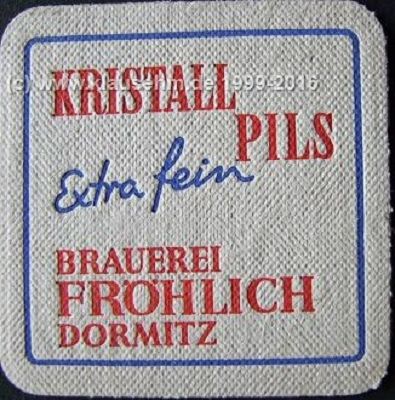 KRISTALL
PILS
Extra fein
BRAUEREI
FRÖHLICH
DORMITZ